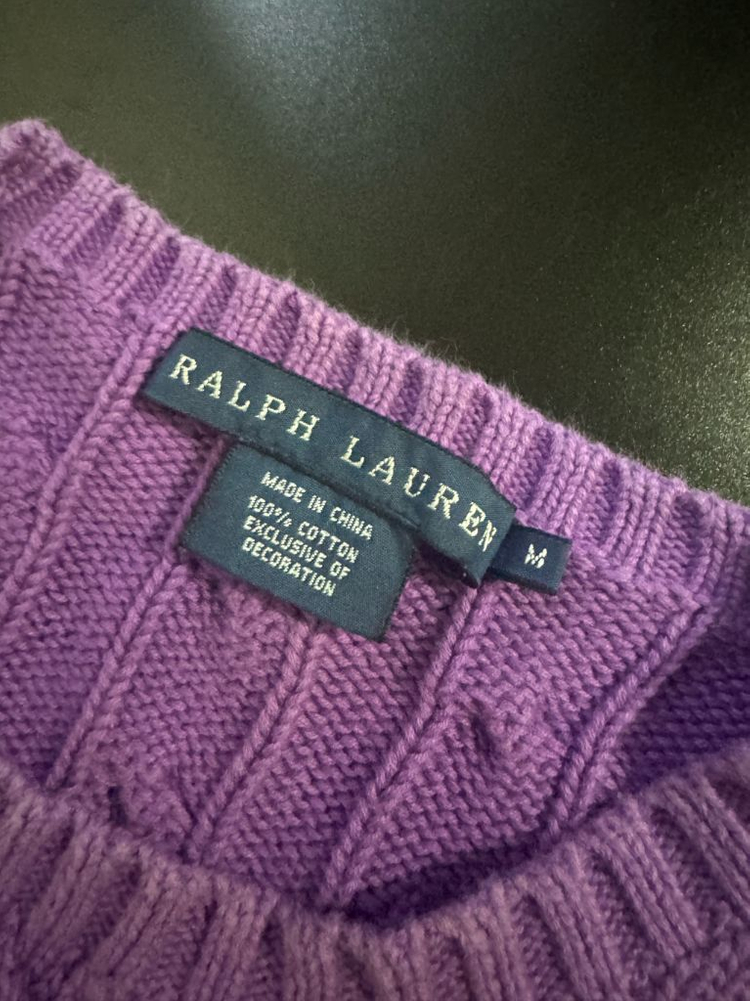 RALPH LAUREN
M
MADE IN CHINA
100% COTTON
EXCLUSIVE OF
DECORATION